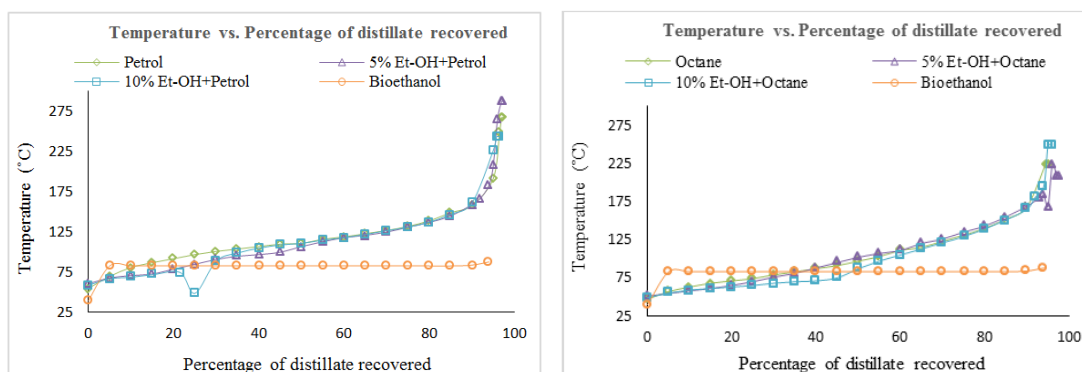 Temperature vs. Percentage of distillate recovered
Petrol
5% Et-OH+Petrol
10% Et-OH+Petrol
Bioethanol
275
225
175
125
75
25
Temperature (°C)
0
20
40
60
80
100
Percentage of distillate recovered
Temperature vs. Percentage of distillate recovered
Octane
5% Et-OH+Octane
10% Et-OH+Octane
Bioethanol
275
225
175
125
75
25
Temperature (°C)
0
20
40
60
80
100
Percentage of distillate recovered